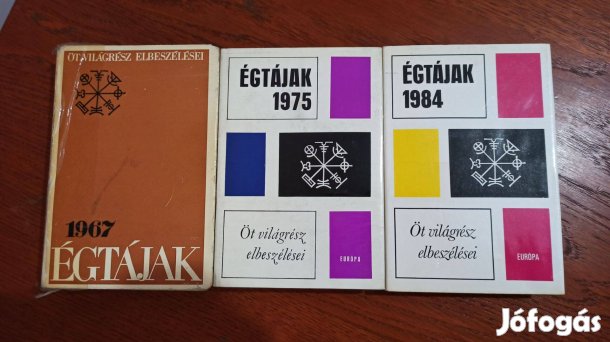 ÖT VILÁGRÉSZ ELBESZÉLÉSEI
1967
ÉGTÁJAK
ÉGTÁJAK
1975
Öt világrész
elbeszélései
EURÓPA
ÉGTÁJAK
1984
Öt világrész
elbeszélései
EURÓPA
Jófogás